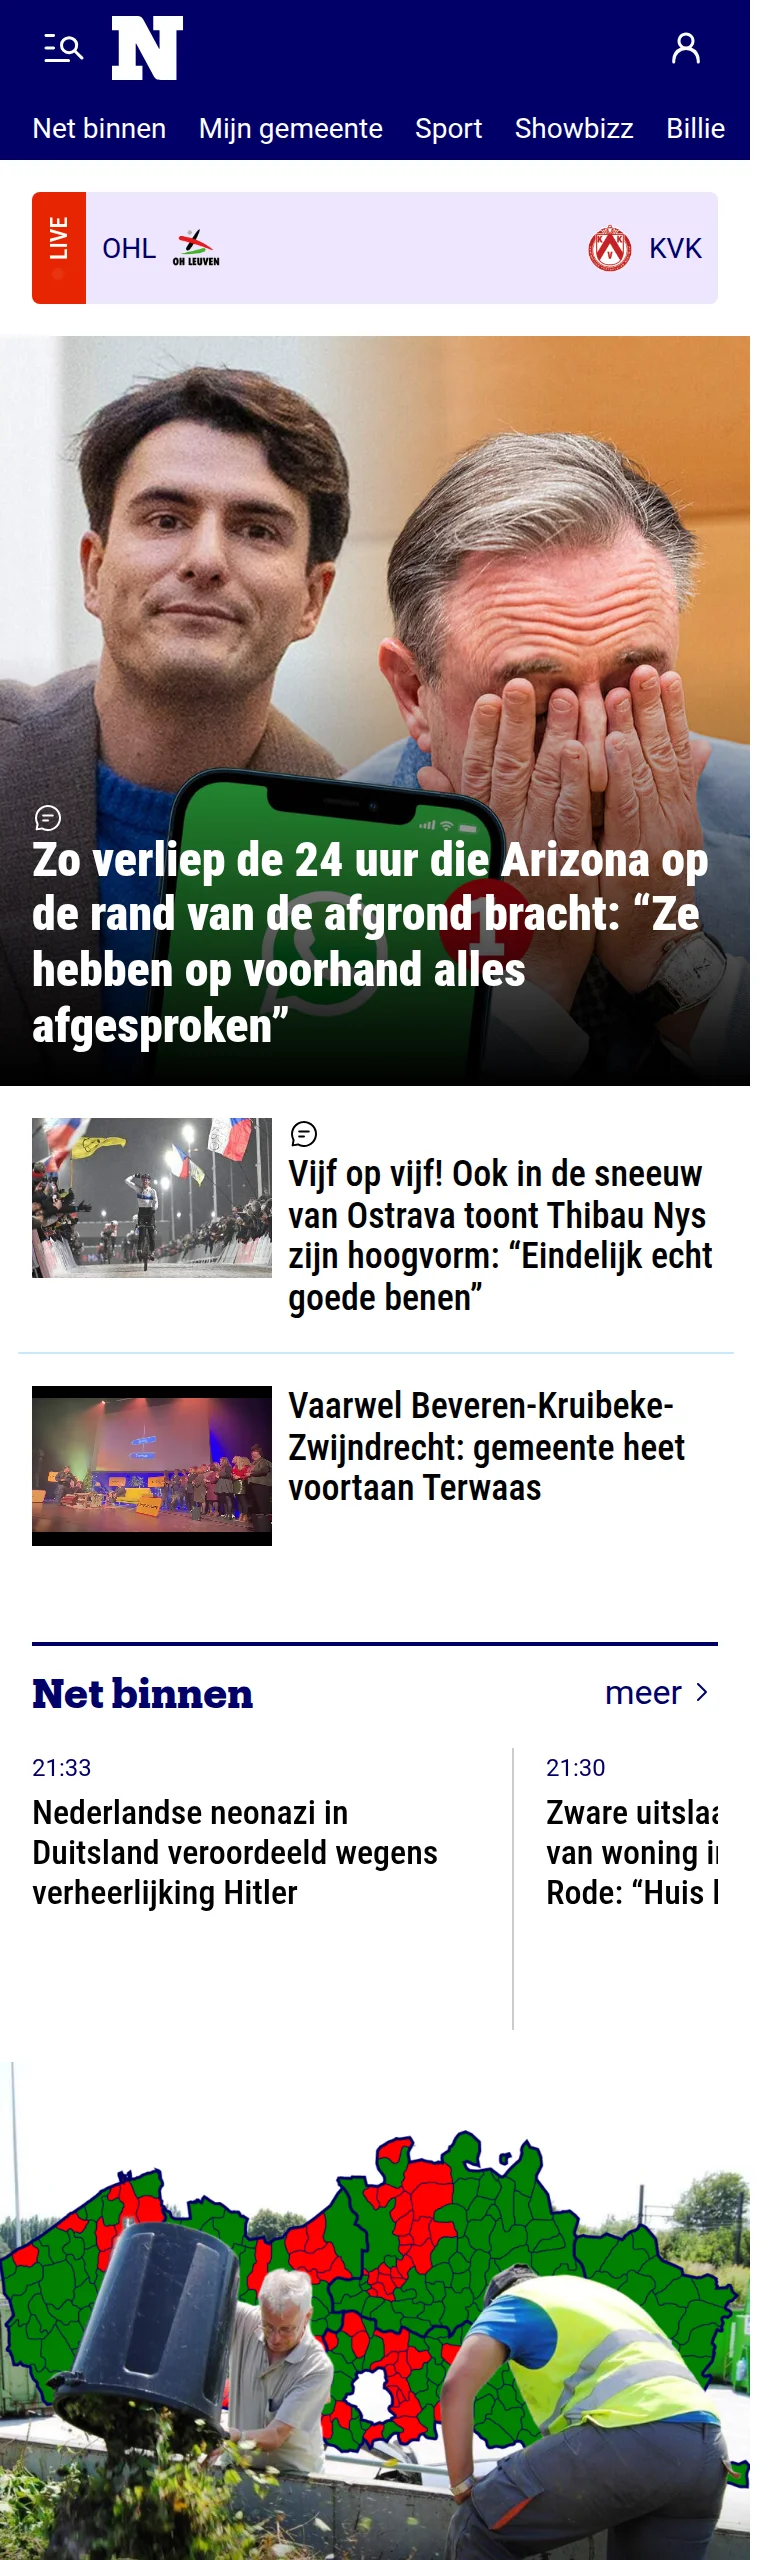 N
Net binnen Mijn gemeente Sport Showbizz Billie
LIVE
OHL OH LEUVEN KVK
Zo verliep de 24 uur die Arizona op
de rand van de afgrond bracht: “Ze
hebben op voorhand alles
afgesproken”
1
Vijf op vijf! Ook in de sneeuw
van Ostrava toont Thibau Nys
zijn hoogvorm: “Eindelijk echt
goede benen”
Vaarwel Beveren-Kruibeke-
Zwijndrecht: gemeente heet
voortaan Terwaas
Net binnen
meer
21:33
Nederlandse neonazi in
Duitsland veroordeeld wegens
verheerlijking Hitler
21:30
Zware
van woning
Rode: “Huis